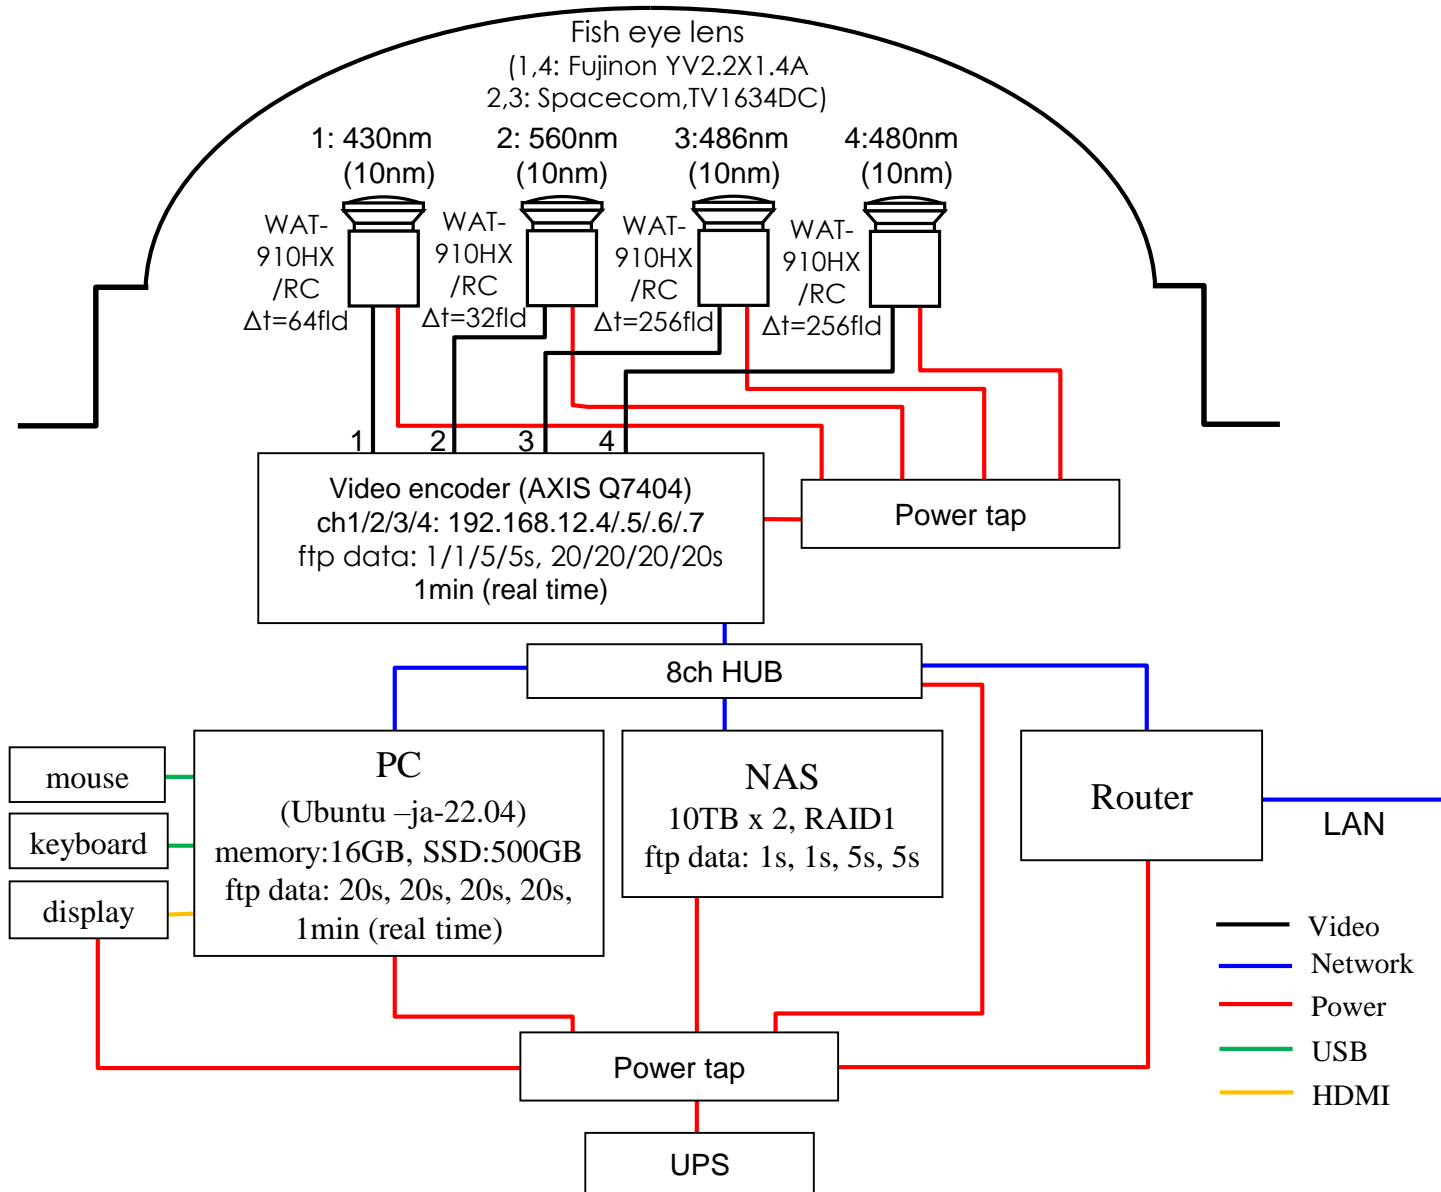 Fish eye lens
(1,4: Fujinon YV2.2X1.4A
2,3: Spacecom,TV1634DC)
1: 430nm
(10nm)
2: 560nm
(10nm)
3:486nm
(10nm)
4:480nm
(10nm)
WAT-
910HX
/RC
Δt=64fld
WAT-
910HX
/RC
Δt=32fld
WAT-
910HX
/RC
Δt=256fld
WAT-
910HX
/RC
Δt=256fld
1
2
3
4
Video encoder (AXIS Q7404)
ch1/2/3/4: 192.168.12.4/.5/.6/.7
ftp data: 1/1/5/5s, 20/20/20/20s
1min (real time)
Power tap
8ch HUB
mouse
keyboard
display
PC
(Ubuntu –ja-22.04)
memory:16GB, SSD:500GB
ftp data: 20s, 20s, 20s, 20s,
1min (real time)
NAS
10TB x 2, RAID1
ftp data: 1s, 1s, 5s, 5s
Router
LAN
Video
Network
Power
USB
HDMI
Power tap
UPS